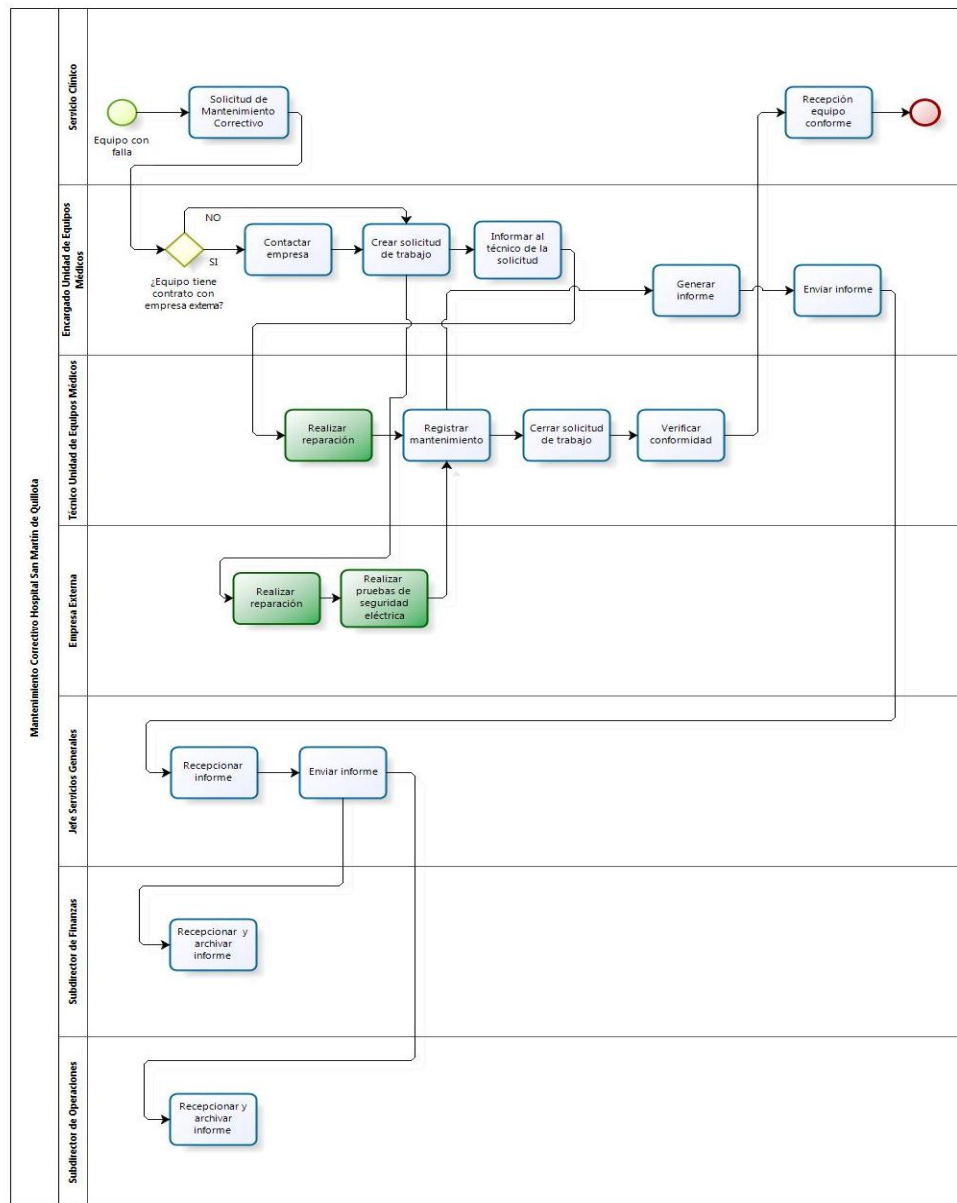 Mantenimiento Correctivo Hospital San Martín de Quillota
Servicio Clínico
Equipo con
falla
Solicitud de
Mantenimiento
Correctivo
Recepción
equipo
conforme
Encargado Unidad de Equipos
Médicos
¿Equipo tiene
contrato con
empresa externa?
NO
SI
Contactar
empresa
Crear solicitud
de trabajo
Informar al
técnico de la
solicitud
Generar
informe
Enviar informe
Técnico Unidad de Equipos Médicos
Realizar
reparación
Registrar
mantenimiento
Cerrar solicitud
de trabajo
Verificar
conformidad
Empresa Externa
Realizar
reparación
Realizar
pruebas de
seguridad
eléctrica
Jefe Servicios Generales
Recepcionar
informe
Enviar informe
Subdirector de Finanzas
Recepcionar y
archivar
informe
Subdirector de Operaciones
Recepcionar y
archivar
informe